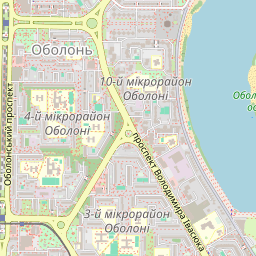 Оболонь
10-й мікрорайон
Оболоні
Оболонський проспект
4-й мікрорайон
Оболоні
проспект Володимира Івасюка
3-й мікрорайон
Оболоні